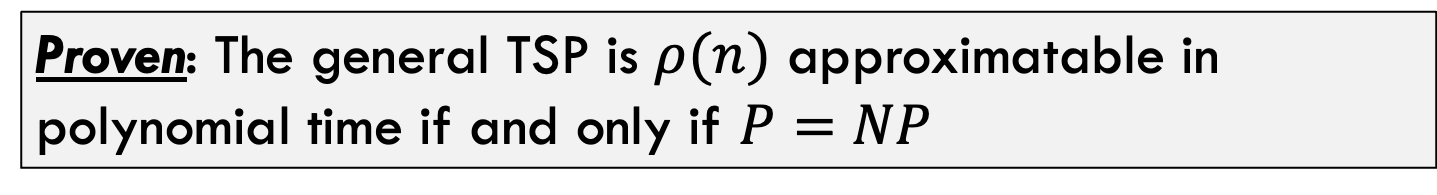 Proven: The general TSP is ρ(n) approximatable in
polynomial time if and only if P = NP